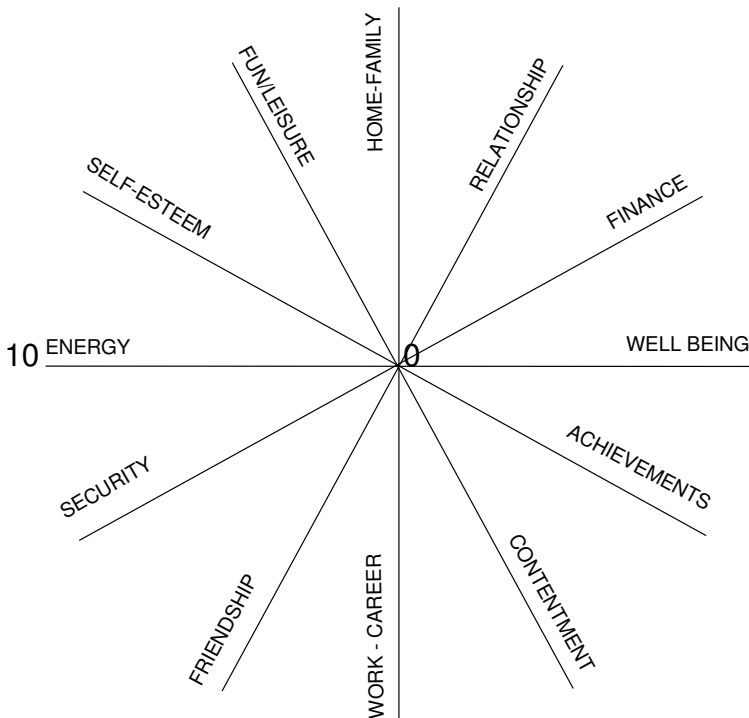 HOME-FAMILY
RELATIONSHIP
FINANCE
WELL BEING
ACHIEVEMENTS
CONTENTMENT
WORK - CAREER
FRIENDSHIP
SECURITY
10
ENERGY
SELF-ESTEEM
FUN/LEISURE
0